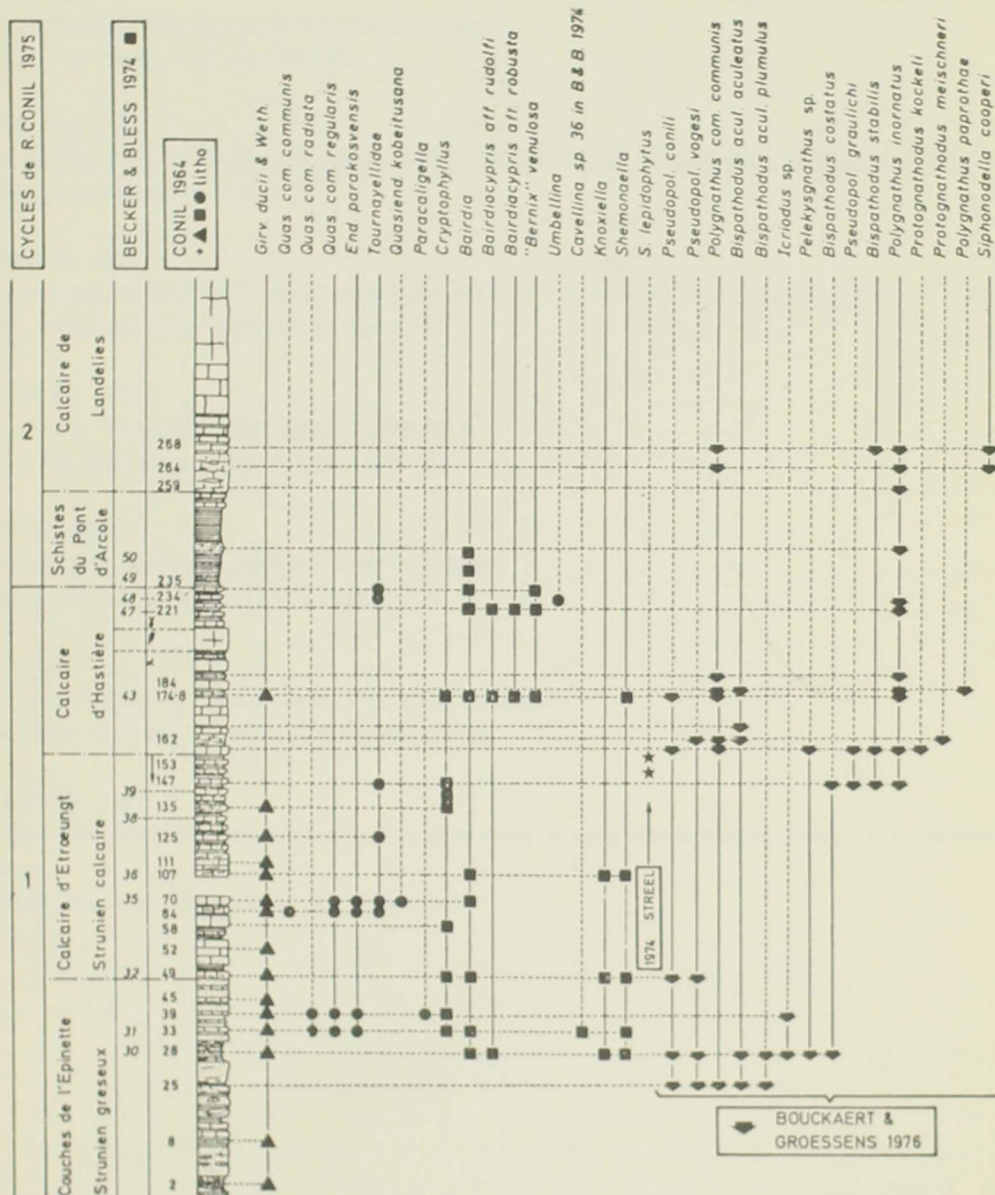 CYCLES de R.CONIL 1975
BECKER & BLESS 1974 ■
CONIL 1964
+ ▲ ■ ● litho
Girv. ducii & Weth.
Quas com communis
Quas. com radiata
Quas com regularis
End parakosvensis
Tournayellidae
Quasiend kobeitusana
Paracaligella
Cryptophyllus
Bairdia
Bairdiocypris aff rudolfi
Bairdiacypris aff. robusta
"Bernix" venulosa
Umbellina
Cavellina sp. 36 in B & B 1974
Knoxiella
Shemonaella
S. lepidophytus
Pseudopol. conili
Pseudopol. vogesi
Polygnathus com communis
Bispathodus acul aculeatus
Bispathodus acul. plumulus
Icriodus sp.
Pelekysgnathus sp.
Bispathodus costatus
Pseudopol graulichi
Bispathodus stabilis
Polygnathus inornatus
Protognathodus kockeli
Protognathodus meischneri
Polygnathus paprothae
Siphonodella cooperi
2
1
Calcaire de
Landelies
Schistes
du Pont
d'Arcole
Calcaire
d'Hastière
Calcaire d'Etrœungt
Strunien calcaire
Couches de l'Epinette
Strunien greseux
50
49
48
47
43
39
38
36
35
32
31
30
268
264
259
235
234
221
184
174-8
162
153
147
135
125
111
107
70
64
58
52
49
45
39
33
28
25
8
2
1974 STREEL
BOUCKAERT &
GROESSENS 1976